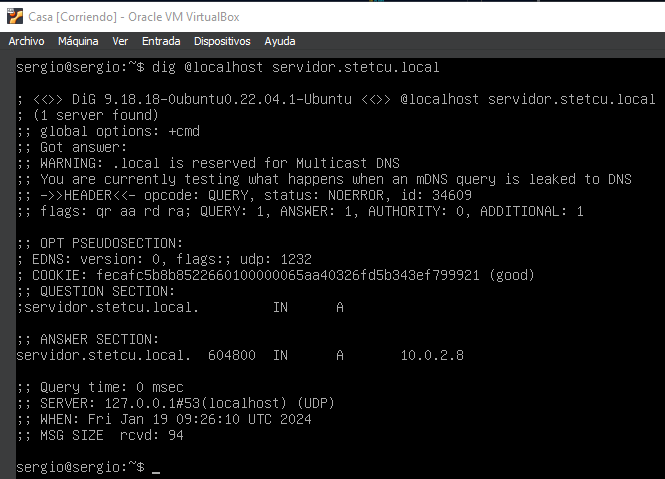 Casa [Corriendo] - Oracle VM VirtualBox
Archivo Máquina Ver Entrada Dispositivos Ayuda
sergio@sergio:~$ dig @localhost servidor.stetcu.local
; <<>> DiG 9.18.18-0ubuntu0.22.04.1-Ubuntu <<>> @localhost servidor.stetcu.local
; (1 server found)
;; global options: +cmd
;; Got answer:
;; WARNING: .local is reserved for Multicast DNS
;; You are currently testing what happens when an mDNS query is leaked to DNS
;; ->>HEADER<<- opcode: QUERY, status: NOERROR, id: 34609
;; flags: qr aa rd ra; QUERY: 1, ANSWER: 1, AUTHORITY: 0, ADDITIONAL: 1
;; OPT PSEUDOSECTION:
; EDNS: version: 0, flags:; udp: 1232
; COOKIE: fecafc5b8b8522660100000065aa40326fd5b343ef799921 (good)
;; QUESTION SECTION:
;servidor.stetcu.local. IN A
;; ANSWER SECTION:
servidor.stetcu.local. 604800 IN A 10.0.2.8
;; Query time: 0 msec
;; SERVER: 127.0.0.1#53(localhost) (UDP)
;; WHEN: Fri Jan 19 09:26:10 UTC 2024
;; MSG SIZE rcvd: 94
sergio@sergio:~$ _